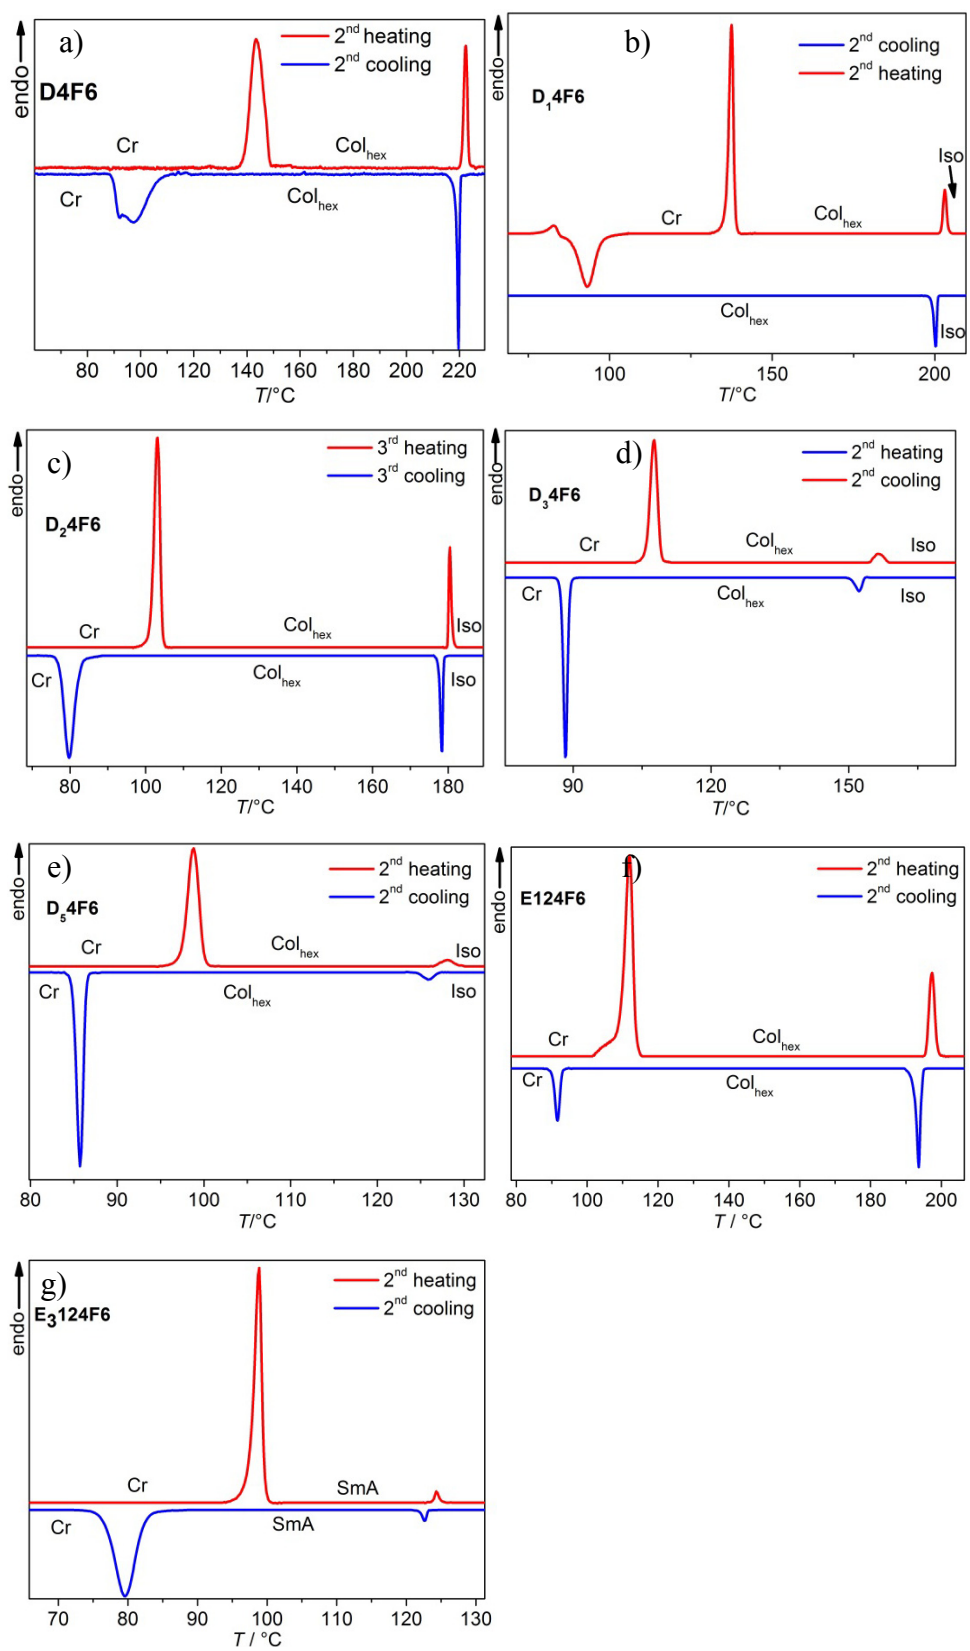 a)
2nd heating
2nd cooling
endo
D4F6
Cr
Colhex
Cr
Colhex
80 100 120 140 160 180 200 220
T/°C
b)
2nd cooling
2nd heating
endo
D14F6
Iso
Cr
Colhex
Colhex
Iso
100 150 200
T/°C
c)
3rd heating
3rd cooling
endo
D24F6
Cr
Colhex
Iso
Cr
Colhex
Iso
80 100 120 140 160 180
T/°C
d)
2nd heating
2nd cooling
endo
D34F6
Cr
Colhex
Iso
Cr
Colhex
Iso
90 120 150
T/°C
e)
2nd heating
2nd cooling
endo
D54F6
Cr
Colhex
Iso
Cr
Colhex
Iso
80 90 100 110 120 130
T/°C
f)
2nd heating
2nd cooling
endo
E124F6
Cr
Colhex
Cr
Colhex
80 100 120 140 160 180 200
T / °C
g)
2nd heating
2nd cooling
endo
E3124F6
Cr
SmA
Cr
SmA
70 80 90 100 110 120 130
T / °C